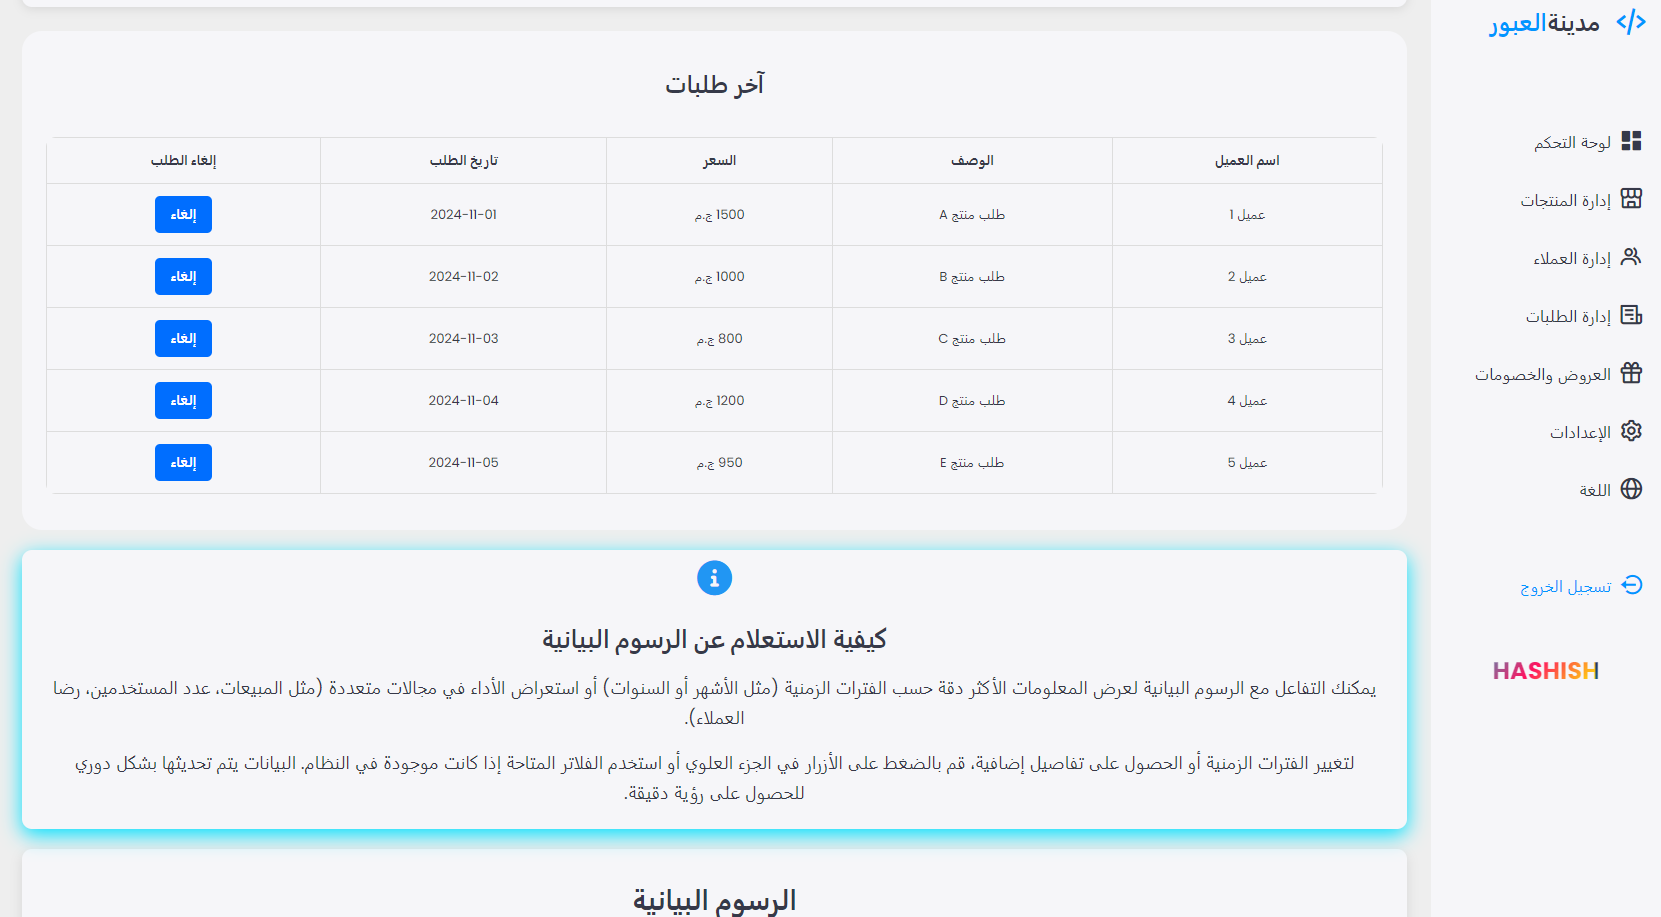 مدينةالعبور
لوحة التحكم
إدارة المنتجات
إدارة العملاء
إدارة الطلبات
العروض والخصومات
الإعدادات
اللغة
تسجيل الخروج
HASHISH
آخر طلبات
اسم العميل الوصف السعر تاريخ الطلب إلغاء الطلب
عميل 1 طلب منتج A 1500 ج.م 2024-11-01 إلغاء
عميل 2 طلب منتج B 1000 ج.م 2024-11-02 إلغاء
عميل 3 طلب منتج C 800 ج.م 2024-11-03 إلغاء
عميل 4 طلب منتج D 1200 ج.م 2024-11-04 إلغاء
عميل 5 طلب منتج E 950 ج.م 2024-11-05 إلغاء
كيفية الاستعلام عن الرسوم البيانية
يمكنك التفاعل مع الرسوم البيانية لعرض المعلومات الأكثر دقة حسب الفترات الزمنية (مثل الأشهر أو السنوات) أو استعراض الأداء في مجالات متعددة (مثل المبيعات، عدد المستخدمين، رضا
العملاء).
لتغيير الفترات الزمنية أو الحصول على تفاصيل إضافية، قم بالضغط على الأزرار في الجزء العلوي أو استخدم الفلاتر المتاحة إذا كانت موجودة في النظام. البيانات يتم تحديثها بشكل دوري
للحصول على رؤية دقيقة.
الرسوم البيانية